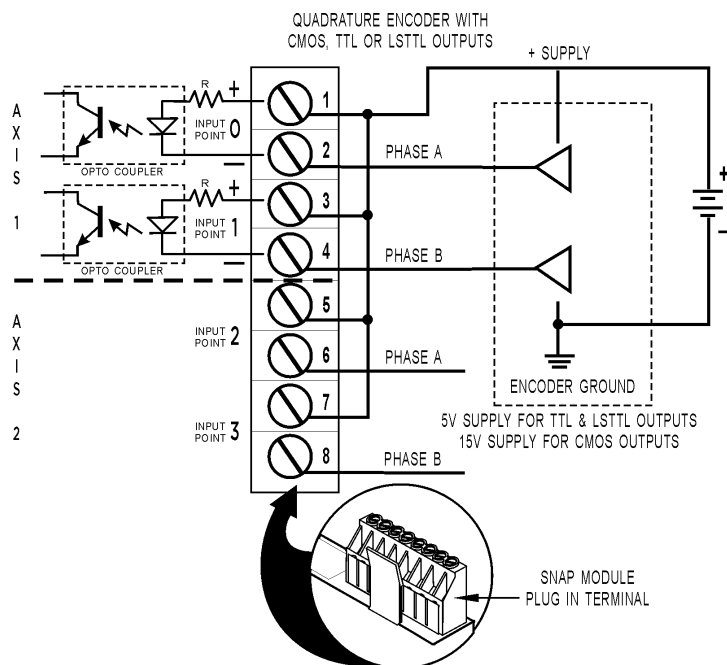 QUADRATURE ENCODER WITH
CMOS, TTL OR LSTTL OUTPUTS
+ SUPPLY
AXIS 1
R
+
INPUT
POINT 0
–
OPTO COUPLER
R
+
INPUT
POINT 1
–
OPTO COUPLER
1
2
3
4
5
6
7
8
PHASE A
PHASE B
+
–
AXIS 2
INPUT
POINT 2
INPUT
POINT 3
PHASE A
PHASE B
ENCODER GROUND
5V SUPPLY FOR TTL & LSTTL OUTPUTS
15V SUPPLY FOR CMOS OUTPUTS
SNAP MODULE
PLUG IN TERMINAL